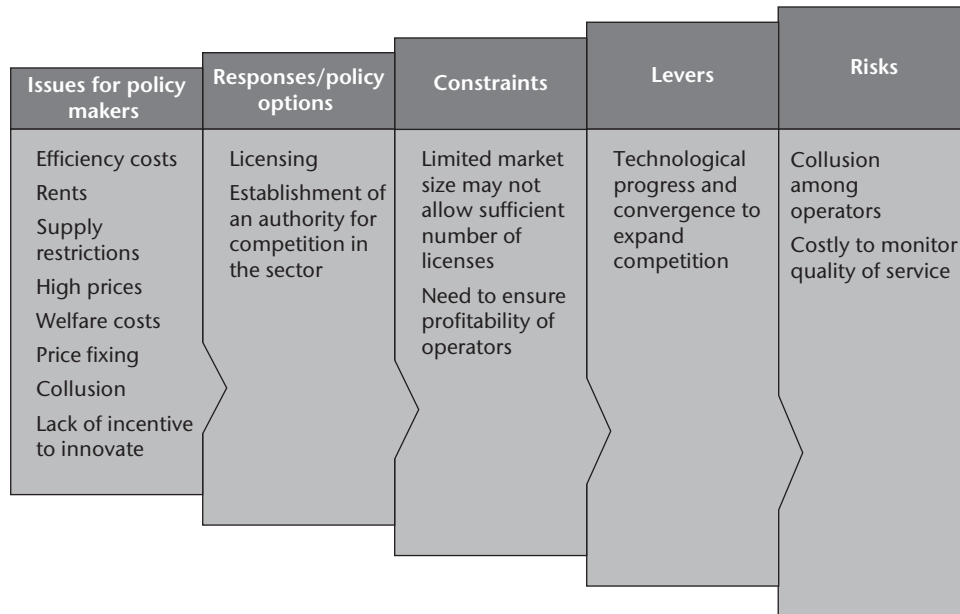 Issues for policy
makers
Efficiency costs
Rents
Supply
restrictions
High prices
Welfare costs
Price fixing
Collusion
Lack of incentive
to innovate
Responses/policy
options
Licensing
Establishment of
an authority for
competition in
the sector
Constraints
Limited market
size may not
allow sufficient
number of
licenses
Need to ensure
profitability of
operators
Levers
Technological
progress and
convergence to
expand
competition
Risks
Collusion
among
operators
Costly to monitor
quality of service